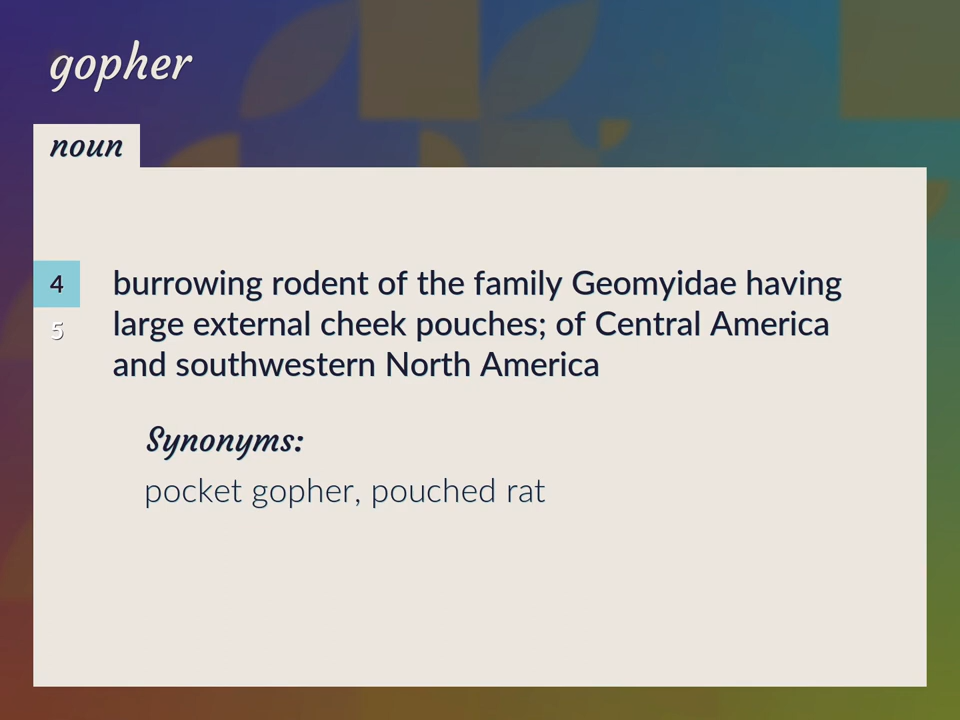 gopher
noun
4
burrowing rodent of the family Geomyidae having
5
large external cheek pouches; of Central America
and southwestern North America
Synonyms:
pocket gopher, pouched rat